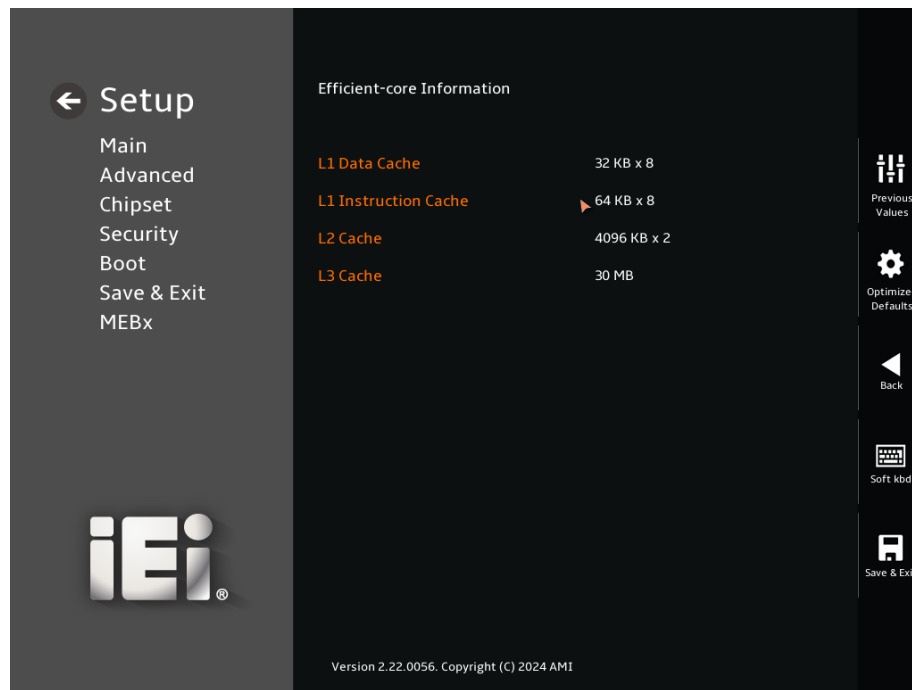 Setup
Main
Advanced
Chipset
Security
Boot
Save & Exit
MEBx
iEi®
Efficient-core Information
L1 Data Cache 32 KB x 8
L1 Instruction Cache 64 KB x 8
L2 Cache 4096 KB x 2
L3 Cache 30 MB
Version 2.22.0056. Copyright (C) 2024 AMI
Previous
Values
Optimize
Defaults
Back
Soft kbd
Save & Exi